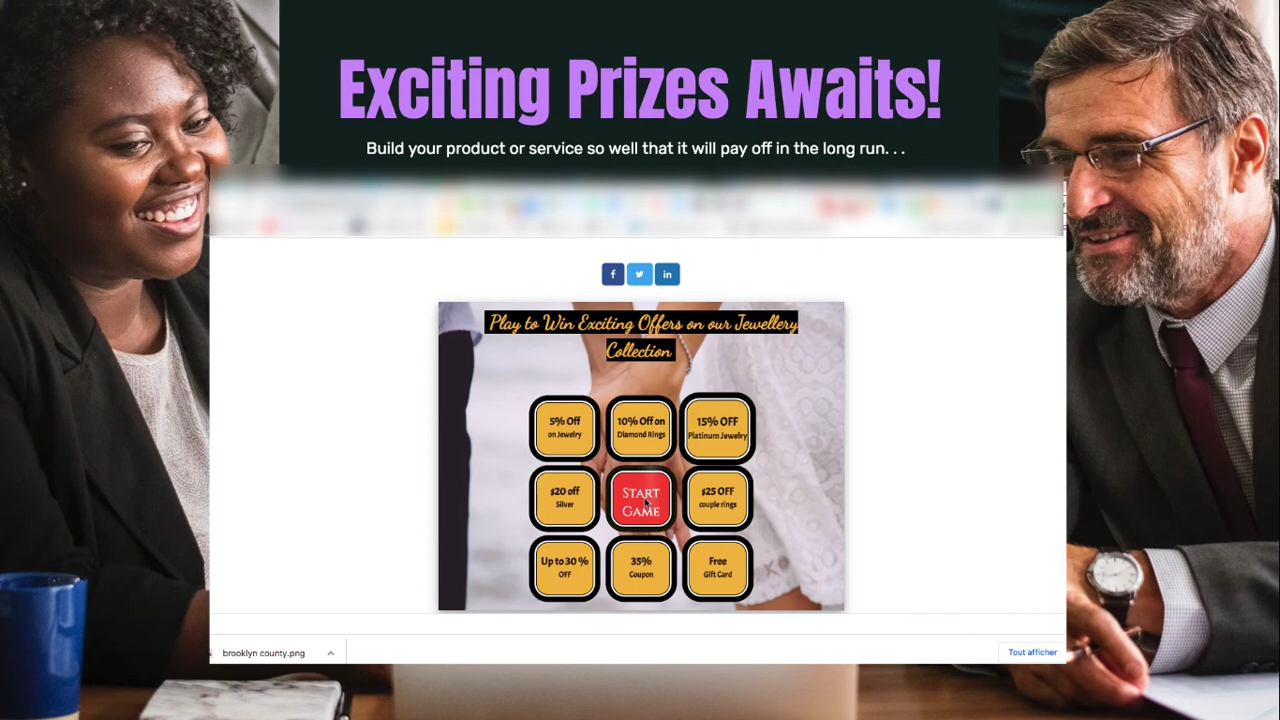 Exciting Prizes Awaits!
Build your product or service so well that it will pay off in the long run. . .
f
in
Play to Win Exciting Offers on our Jewellery
Collection
5% Off
on Jewelry
10% Off on
Diamond Rings
15% OFF
Platinum Jewelry
$20 off
Silver
START
GAME
$25 OFF
couple rings
Up to 30 %
OFF
35%
Coupon
Free
Gift Card
brooklyn county.png
Tout afficher